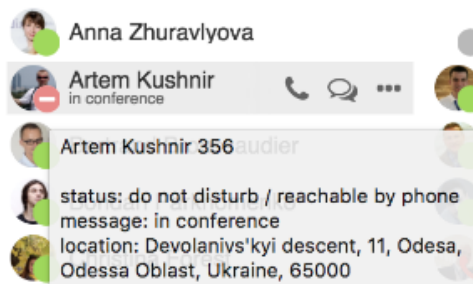 Anna Zhuravlyova
Artem Kushnir
in conference
Artem Kushnir 356
status: do not disturb / reachable by phone
message: in conference
location: Devolanivs'kyi descent, 11, Odesa,
Odessa Oblast, Ukraine, 65000